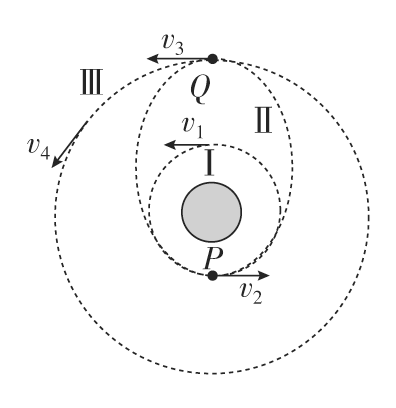 v₃
Ⅲ
Q
Ⅱ
v₁
v₄
Ⅰ
P
v₂